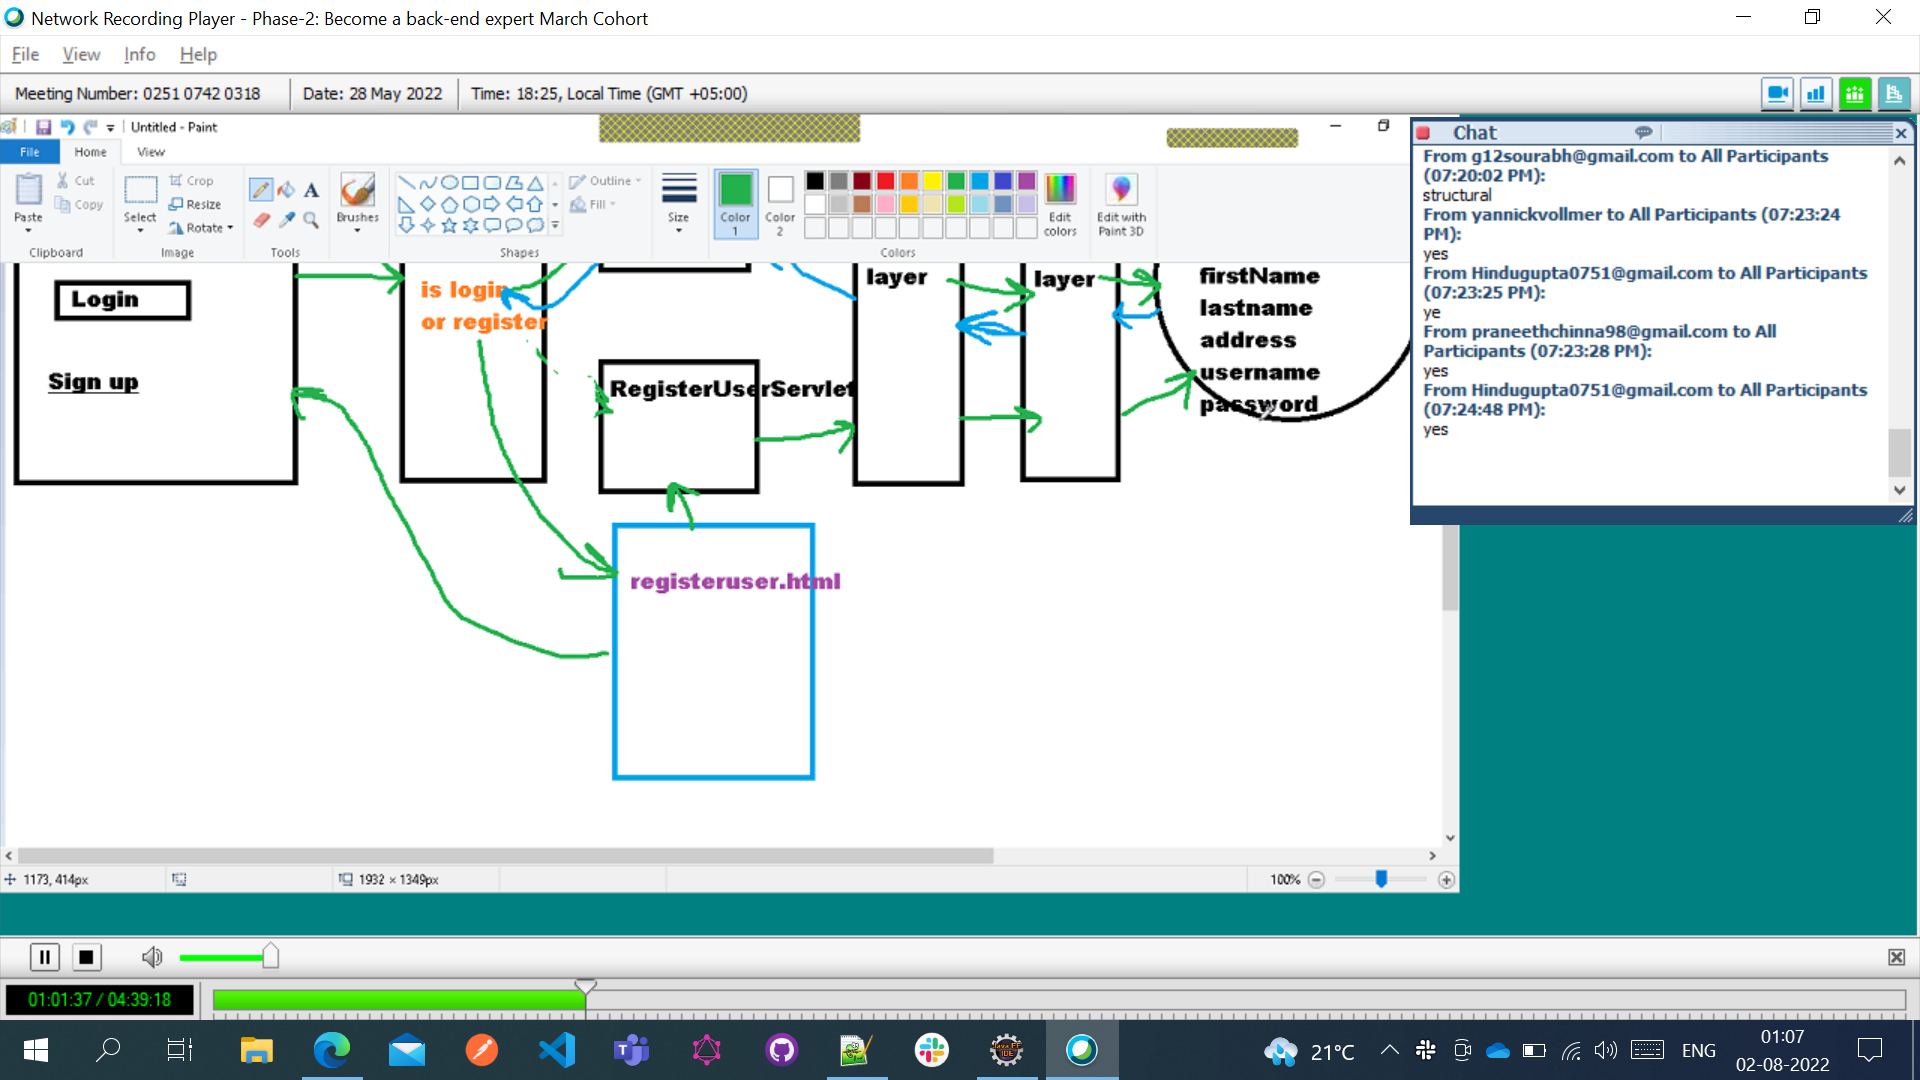 Network Recording Player - Phase-2: Become a back-end expert March Cohort
File View Info Help
Meeting Number: 0251 0742 0318 Date: 28 May 2022 Time: 18:25, Local Time (GMT +05:00)
Untitled - Paint
File Home View
Paste
Cut
Copy
Clipboard
Select
Crop
Resize
Rotate
Image
Tools
Brushes
Outline
Fill
Shapes
Size
Color
1
Color
2
Edit
colors
Colors
Edit with
Paint 3D
Login
Sign up
is login
or register
RegisterUserServlet
layer
layer
firstName
lastname
address
username
password
registeruser.html
1173, 414px
1932 × 1349px
100%
Chat
From g12sourabh@gmail.com to All Participants
(07:20:02 PM):
structural
From yannickvollmer to All Participants (07:23:24
PM):
yes
From Hindugupta0751@gmail.com to All Participants
(07:23:25 PM):
ye
From praneethchinna98@gmail.com to All
Participants (07:23:28 PM):
yes
From Hindugupta0751@gmail.com to All Participants
(07:24:48 PM):
yes
01:01:37 / 04:39:18
21°C
ENG
01:07
02-08-2022